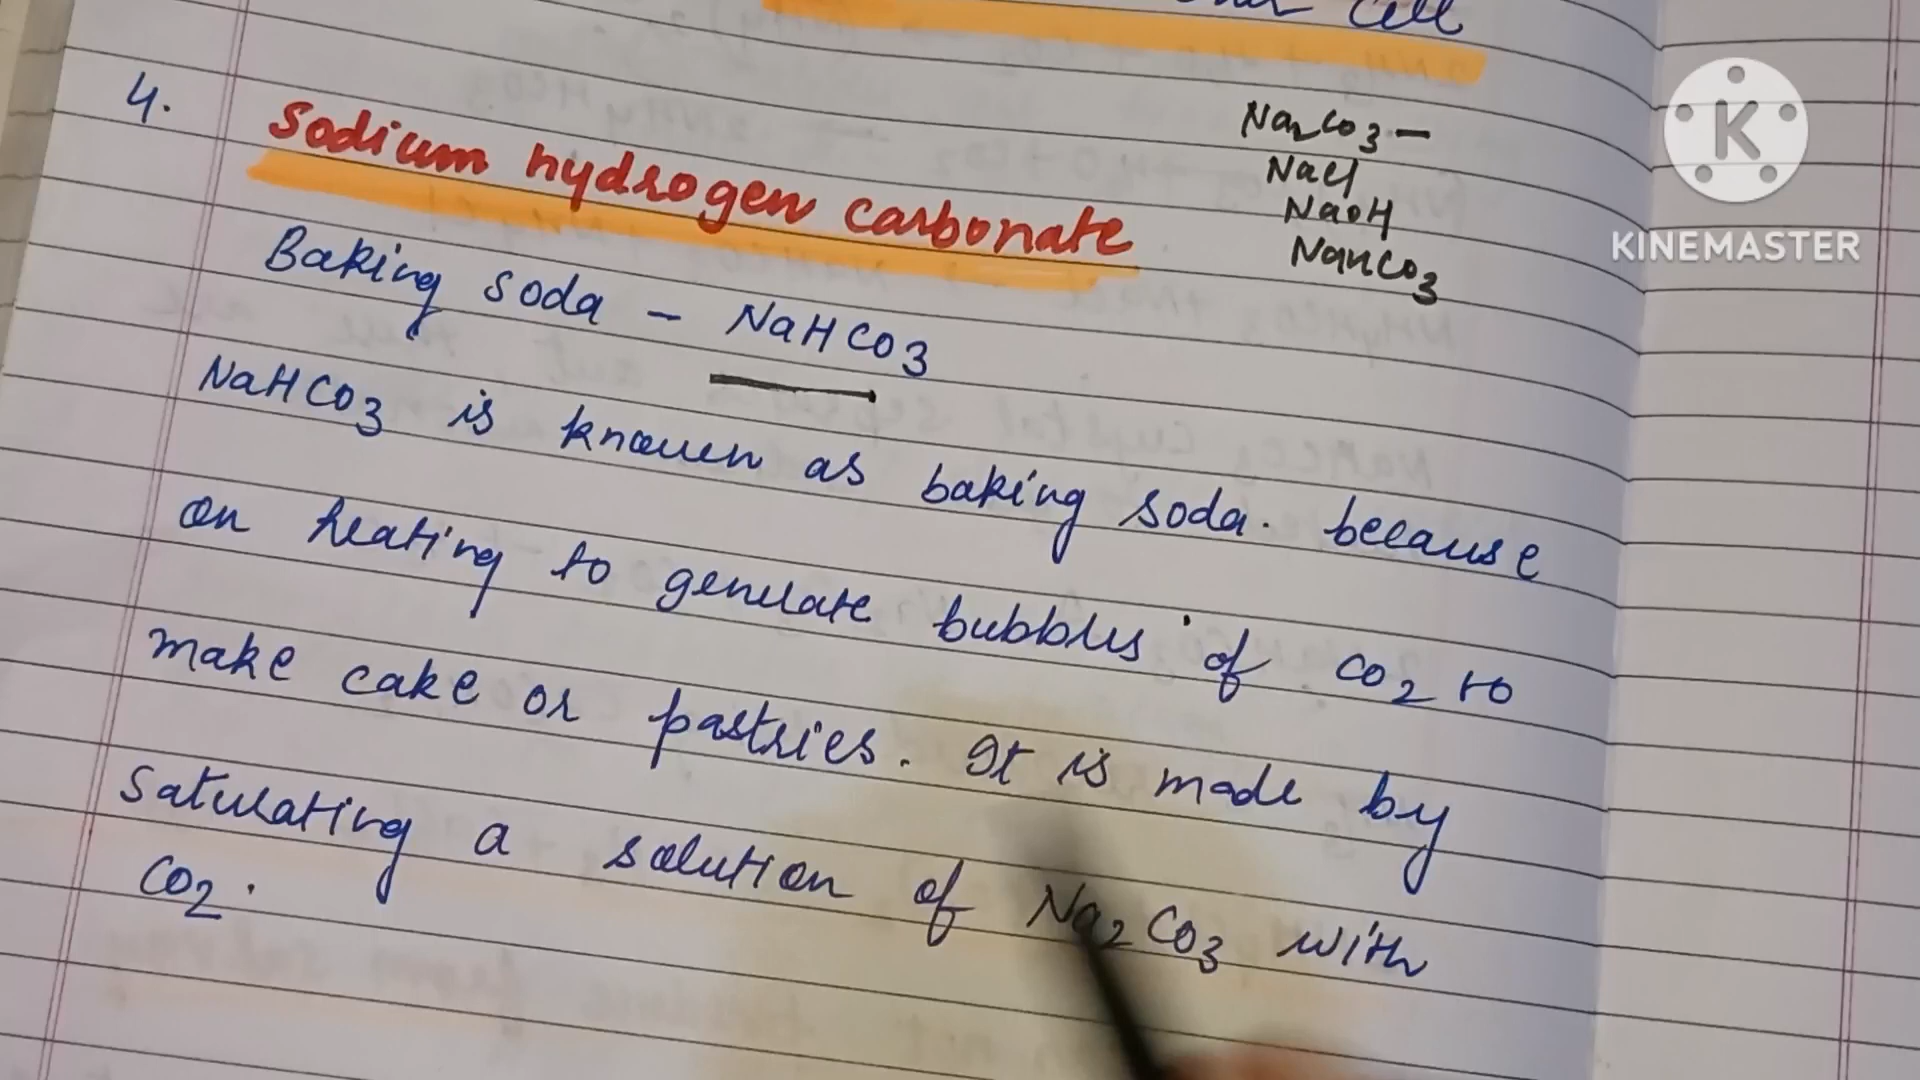 cell
4.
Sodium hydrogen carbonate
Na2CO3 –
NaCl
NaOH
NaHCO3
KINEMASTER
Baking soda – NaHCO3
NaHCO3 is known as baking soda. because
on heating to generate bubbles of CO2 to
make cake or pastries. It is made by
saturating a solution of Na2CO3 with
CO2.